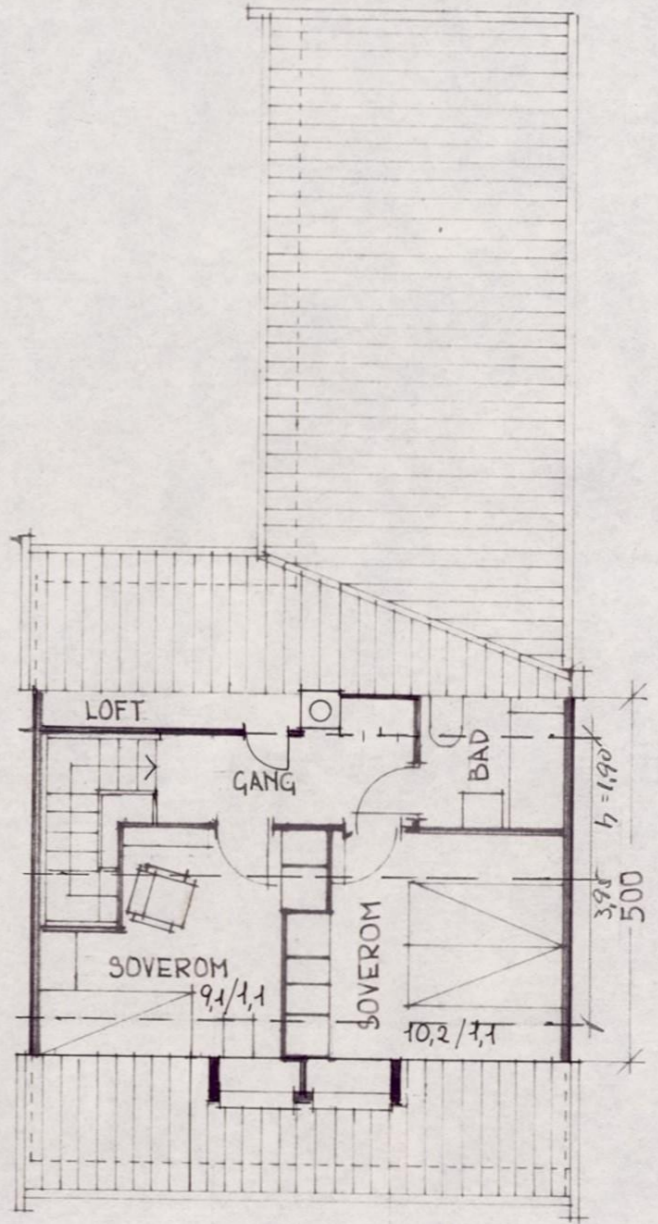 LOFT
GANG
BAD
h = 1,90
3,95
500
SOVEROM
9,1/1,1
SOVEROM
10,2/1,1